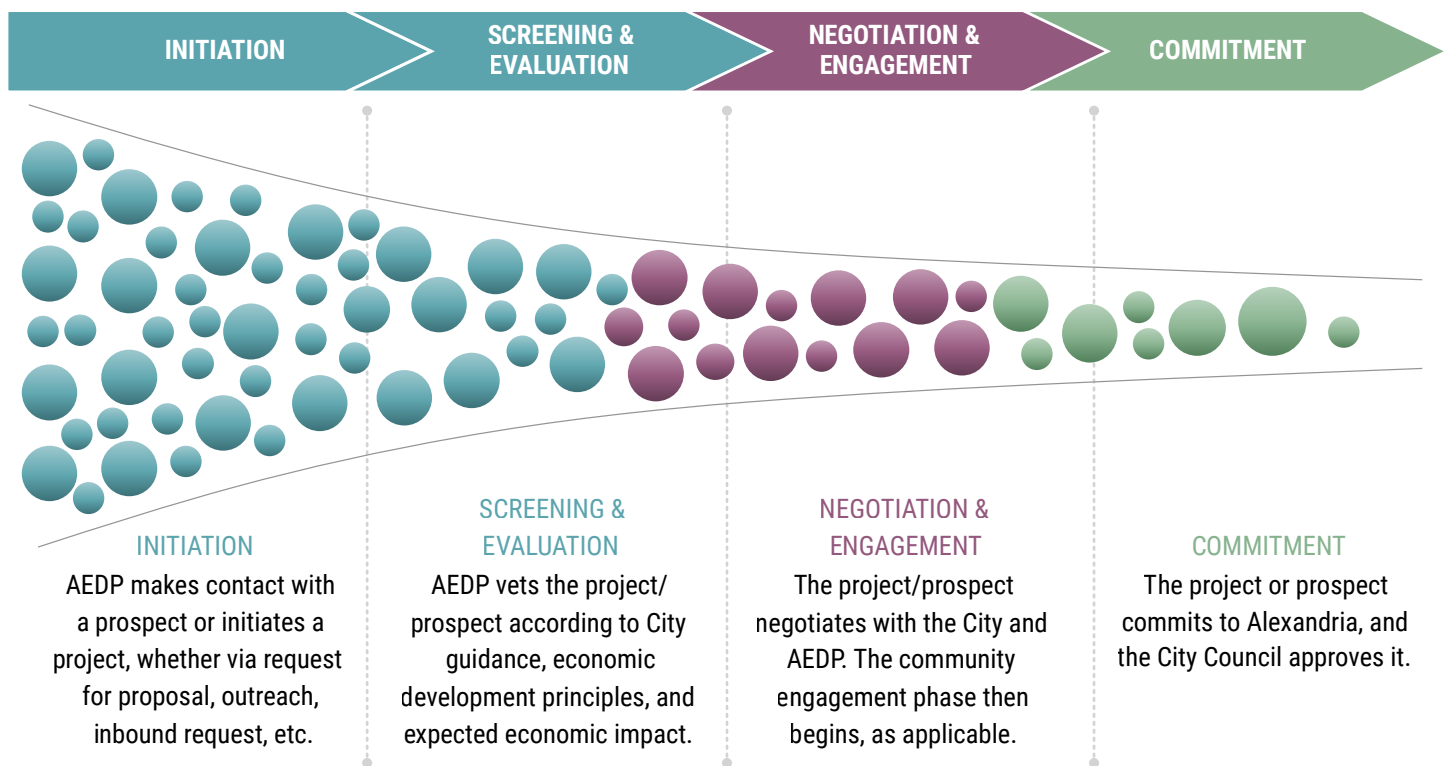 INITIATION
SCREENING &
EVALUATION
NEGOTIATION &
ENGAGEMENT
COMMITMENT
INITIATION
AEDP makes contact with
a prospect or initiates a
project, whether via request
for proposal, outreach,
inbound request, etc.
SCREENING &
EVALUATION
AEDP vets the project/
prospect according to City
guidance, economic
development principles, and
expected economic impact.
NEGOTIATION &
ENGAGEMENT
The project/prospect
negotiates with the City and
AEDP. The community
engagement phase then
begins, as applicable.
COMMITMENT
The project or prospect
commits to Alexandria, and
the City Council approves it.